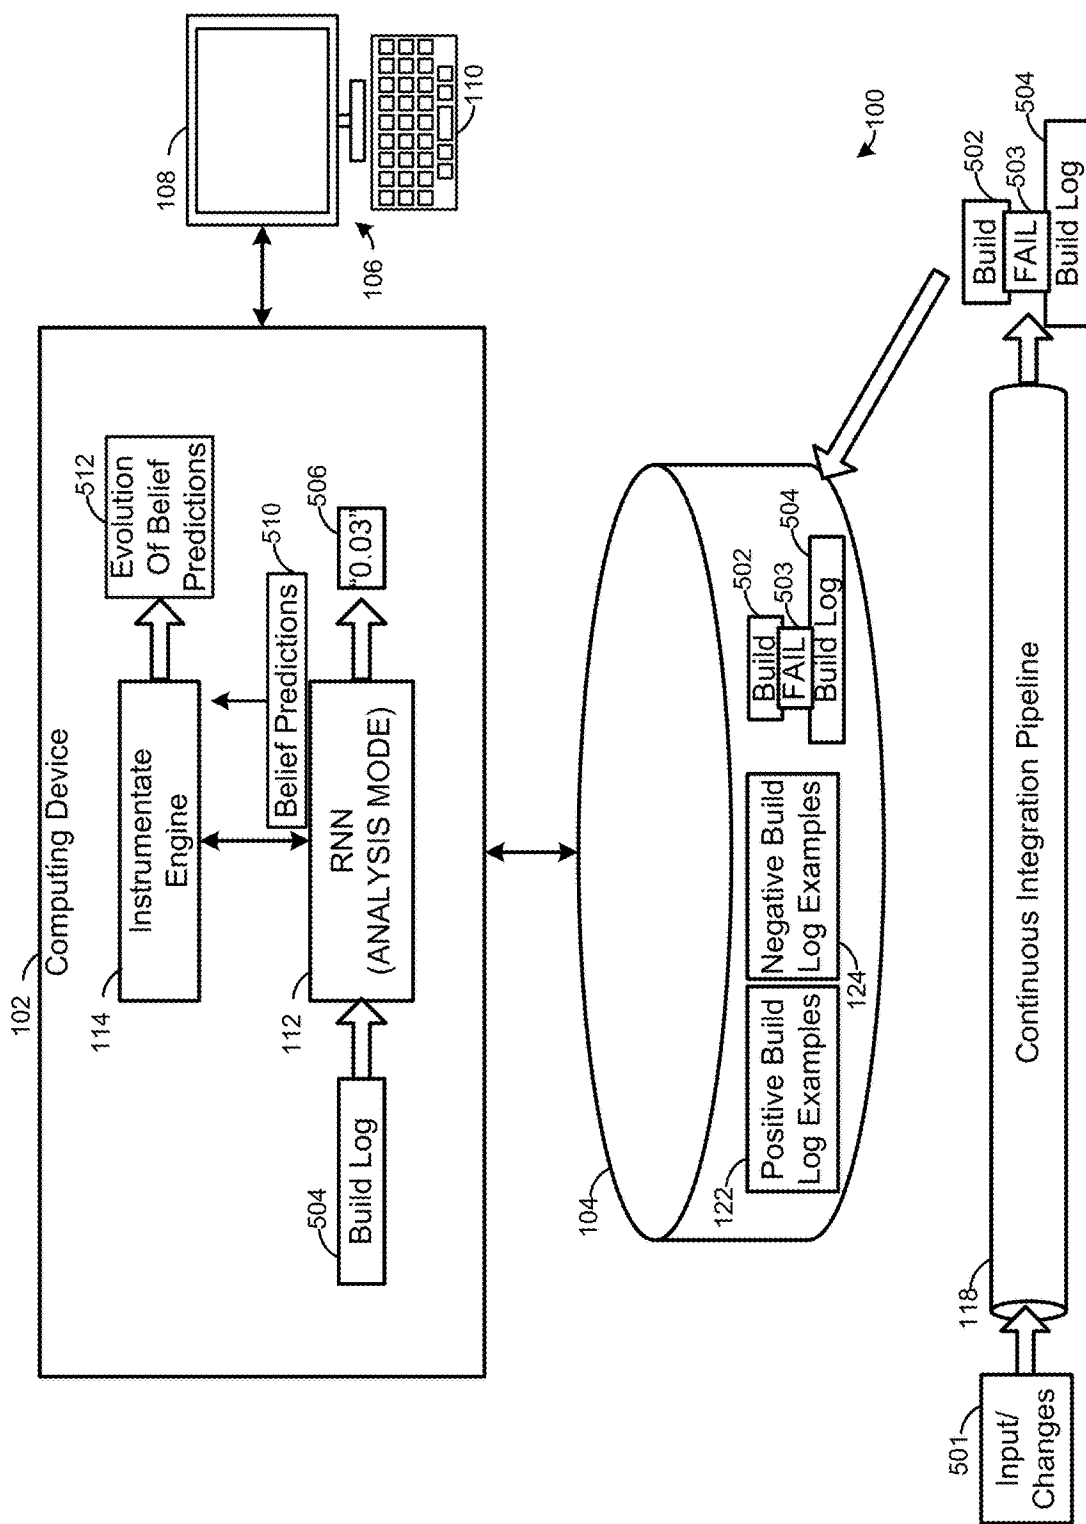 102
Computing Device
114
Instrumentate
Engine
512
Evolution
Of Belief
Predictions
510
Belief Predictions
504
Build Log
112
RNN
(ANALYSIS MODE)
506
"0.03"
108
106
110
104
122
Positive Build
Log Examples
Negative Build
Log Examples
124
502
Build
503
FAIL
504
Build Log
100
501
Input/
Changes
118
Continuous Integration Pipeline
502
Build
503
FAIL
504
Build Log